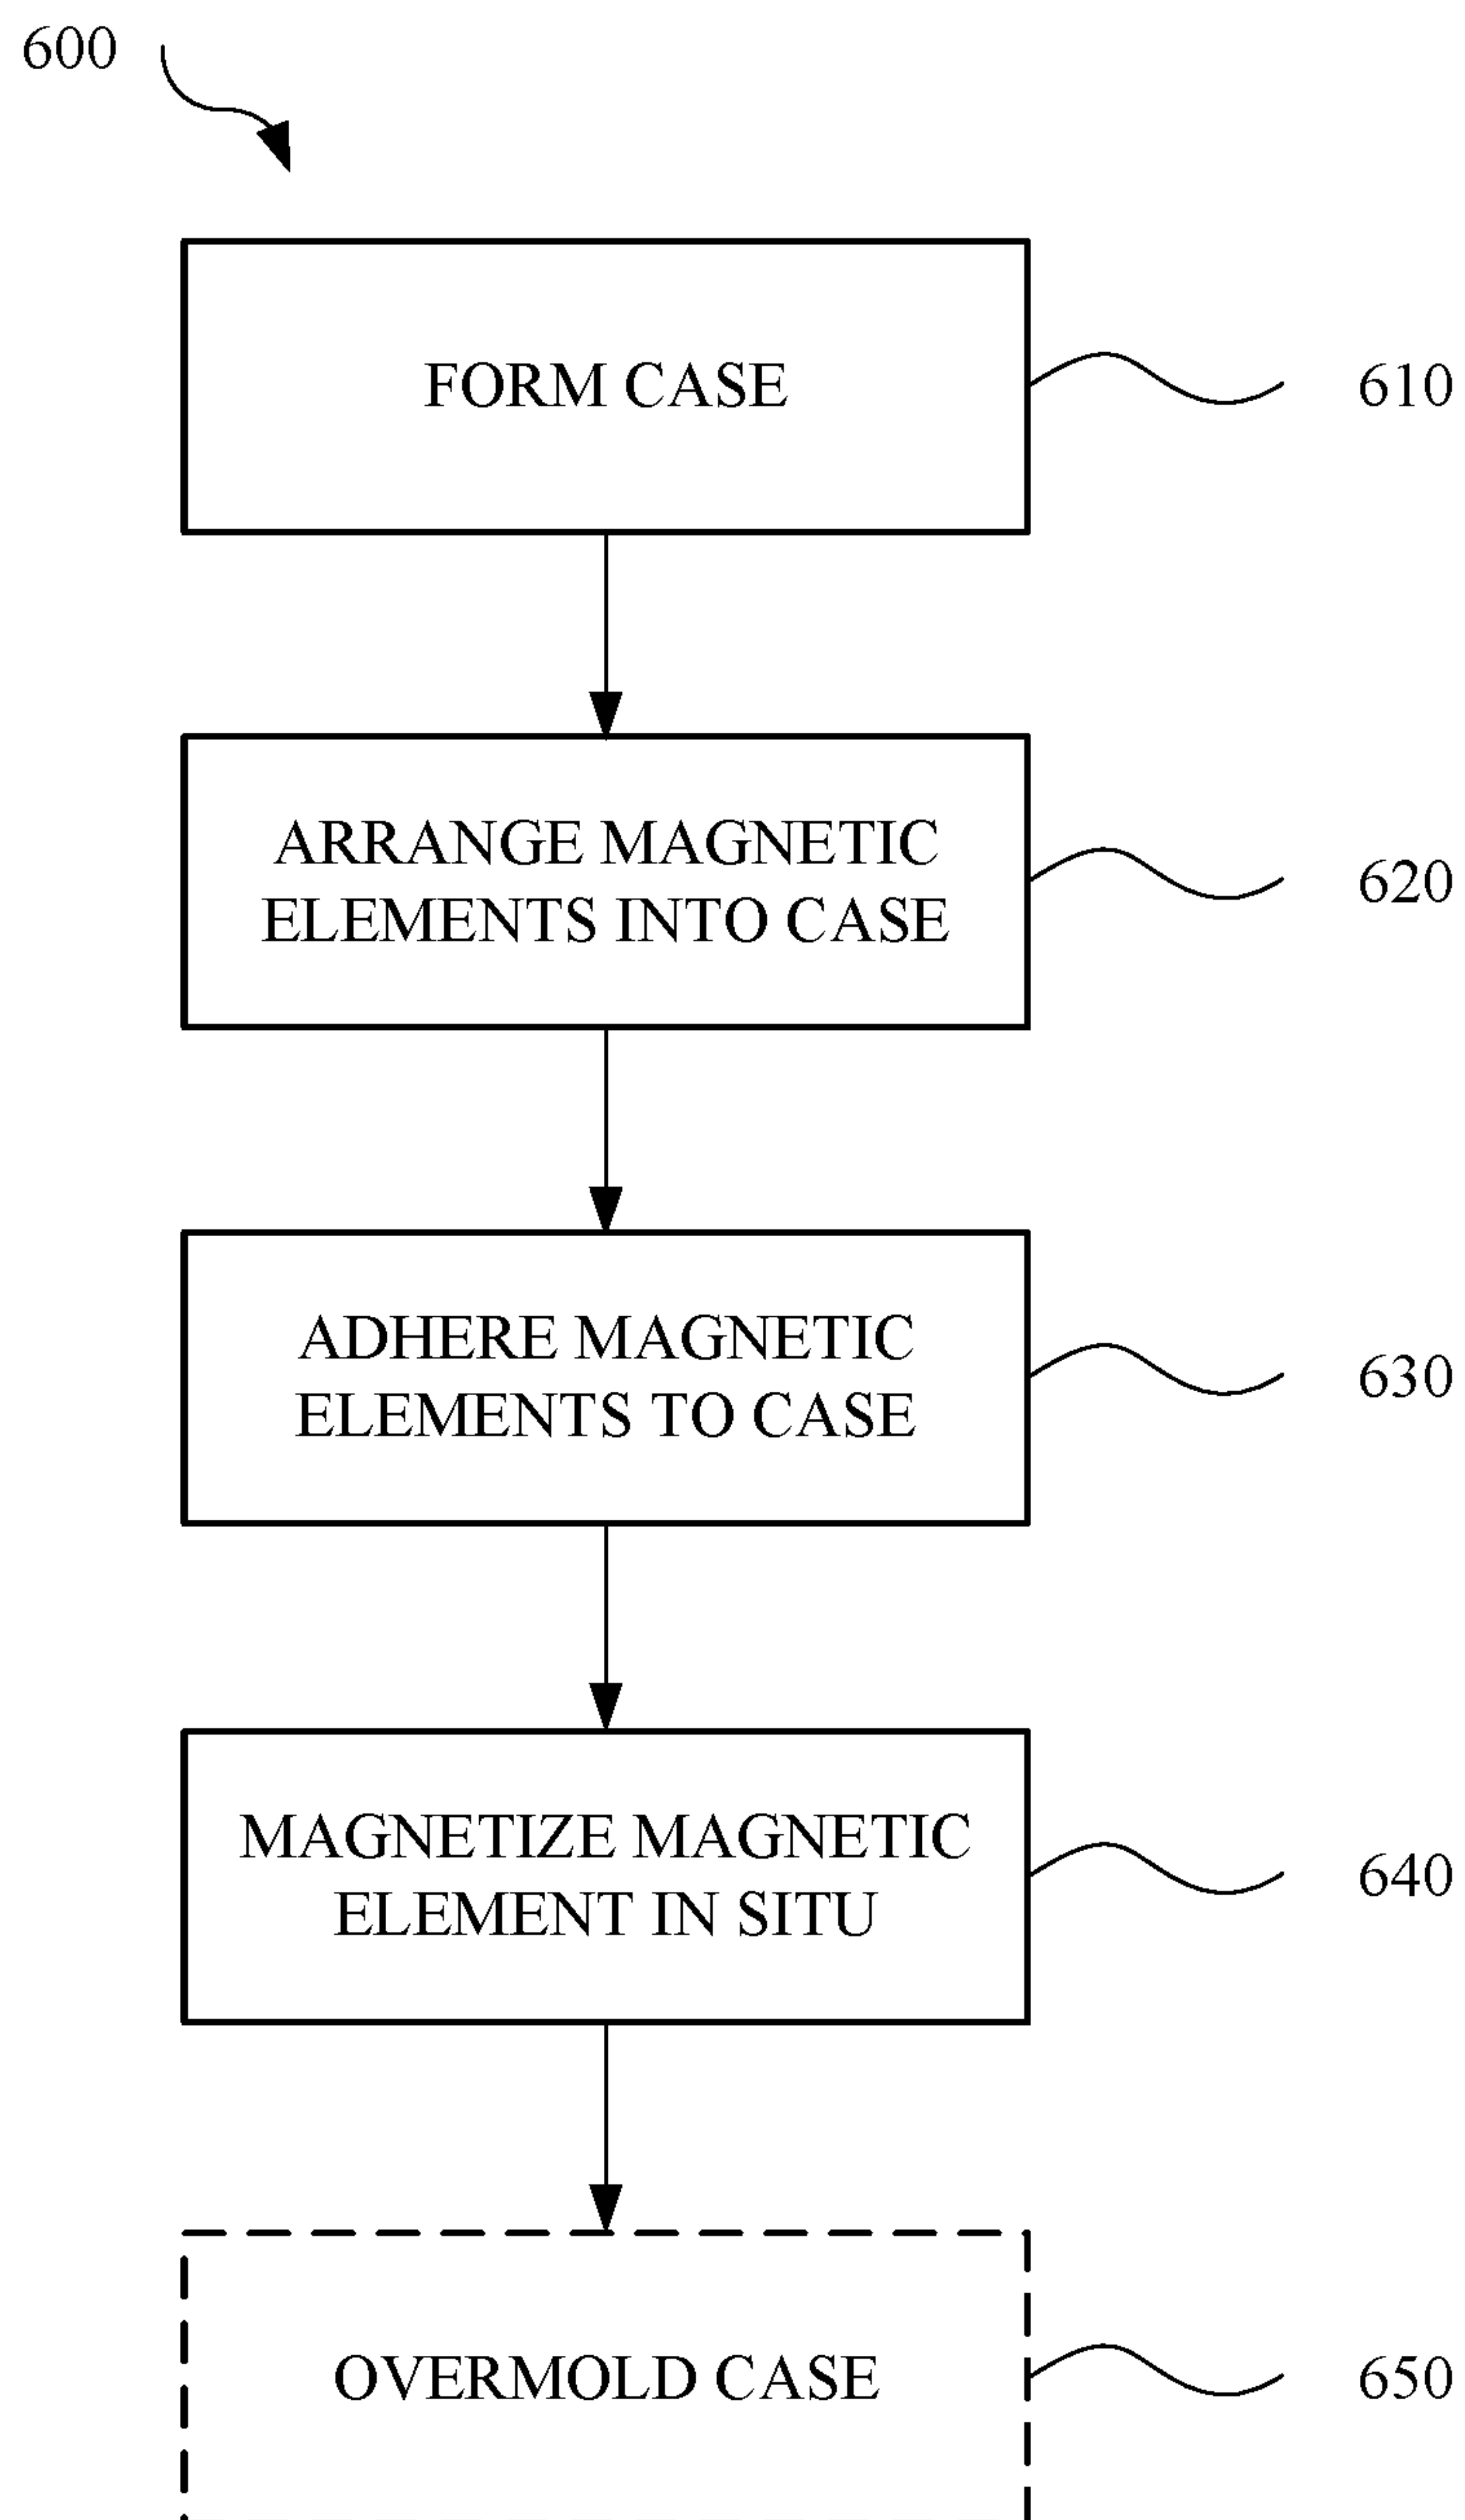 600
FORM CASE
610
ARRANGE MAGNETIC
ELEMENTS INTO CASE
620
ADHERE MAGNETIC
ELEMENTS TO CASE
630
MAGNETIZE MAGNETIC
ELEMENT IN SITU
640
OVERMOLD CASE
650